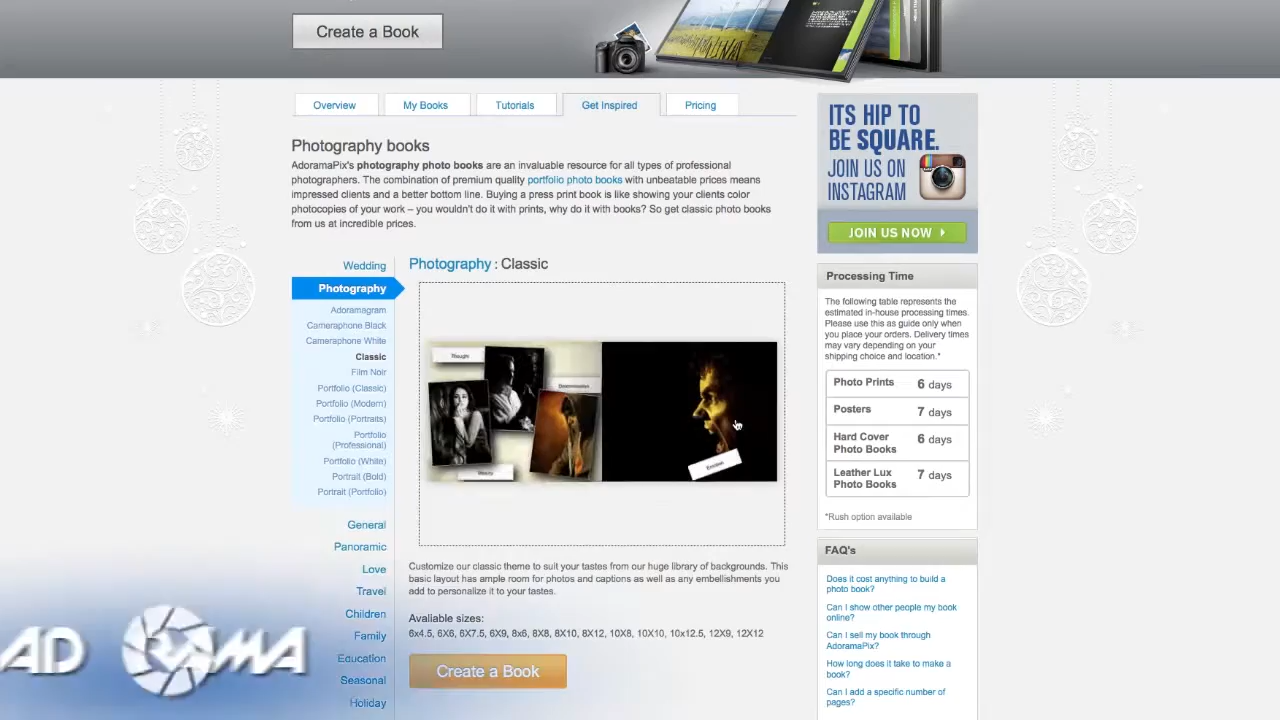 Create a Book
Overview
My Books
Tutorials
Get Inspired
Pricing
Photography books
AdoramaPix's photography photo books are an invaluable resource for all types of professional
photographers. The combination of premium quality portfolio photo books with unbeatable prices means
impressed clients and a better bottom line. Buying a press print book is like showing your clients color
photocopies of your work – you wouldn't do it with prints, why do it with books? So get classic photo books
from us at incredible prices.
Wedding
Photography
Adoramagram
Cameraphone Black
Cameraphone White
Classic
Film Noir
Portfolio (Classic)
Portfolio (Modern)
Portfolio (Portraits)
Portfolio
(Professional)
Portfolio (White)
Portrait (Bold)
Portrait (Portfolio)
General
Panoramic
Love
Travel
Children
Family
Education
Seasonal
Holiday
Photography : Classic
Thought
Determination
Emotion
Customize our classic theme to suit your tastes from our huge library of backgrounds. This
basic layout has ample room for photos and captions as well as any embellishments you
add to personalize it to your tastes.
Available sizes:
6x4.5, 6X6, 6X7.5, 6X9, 8x6, 8X8, 8X10, 8X12, 10X8, 10X10, 10x12.5, 12X9, 12X12
Create a Book
ITS HIP TO
BE SQUARE.
JOIN US ON
INSTAGRAM
JOIN US NOW
Processing Time
The following table represents the
estimated in-house processing times.
Please use this as guide only when
you place your orders. Delivery times
may vary depending on your
shipping choice and location.*
Photo Prints 6 days
Posters 7 days
Hard Cover
Photo Books 6 days
Leather Lux
Photo Books 7 days
*Rush option available
FAQ's
Does it cost anything to build a
photo book?
Can I show other people my book
online?
Can I sell my book through
AdoramaPix?
How long does it take to make a
book?
Can I add a specific number of
pages?
AD MA